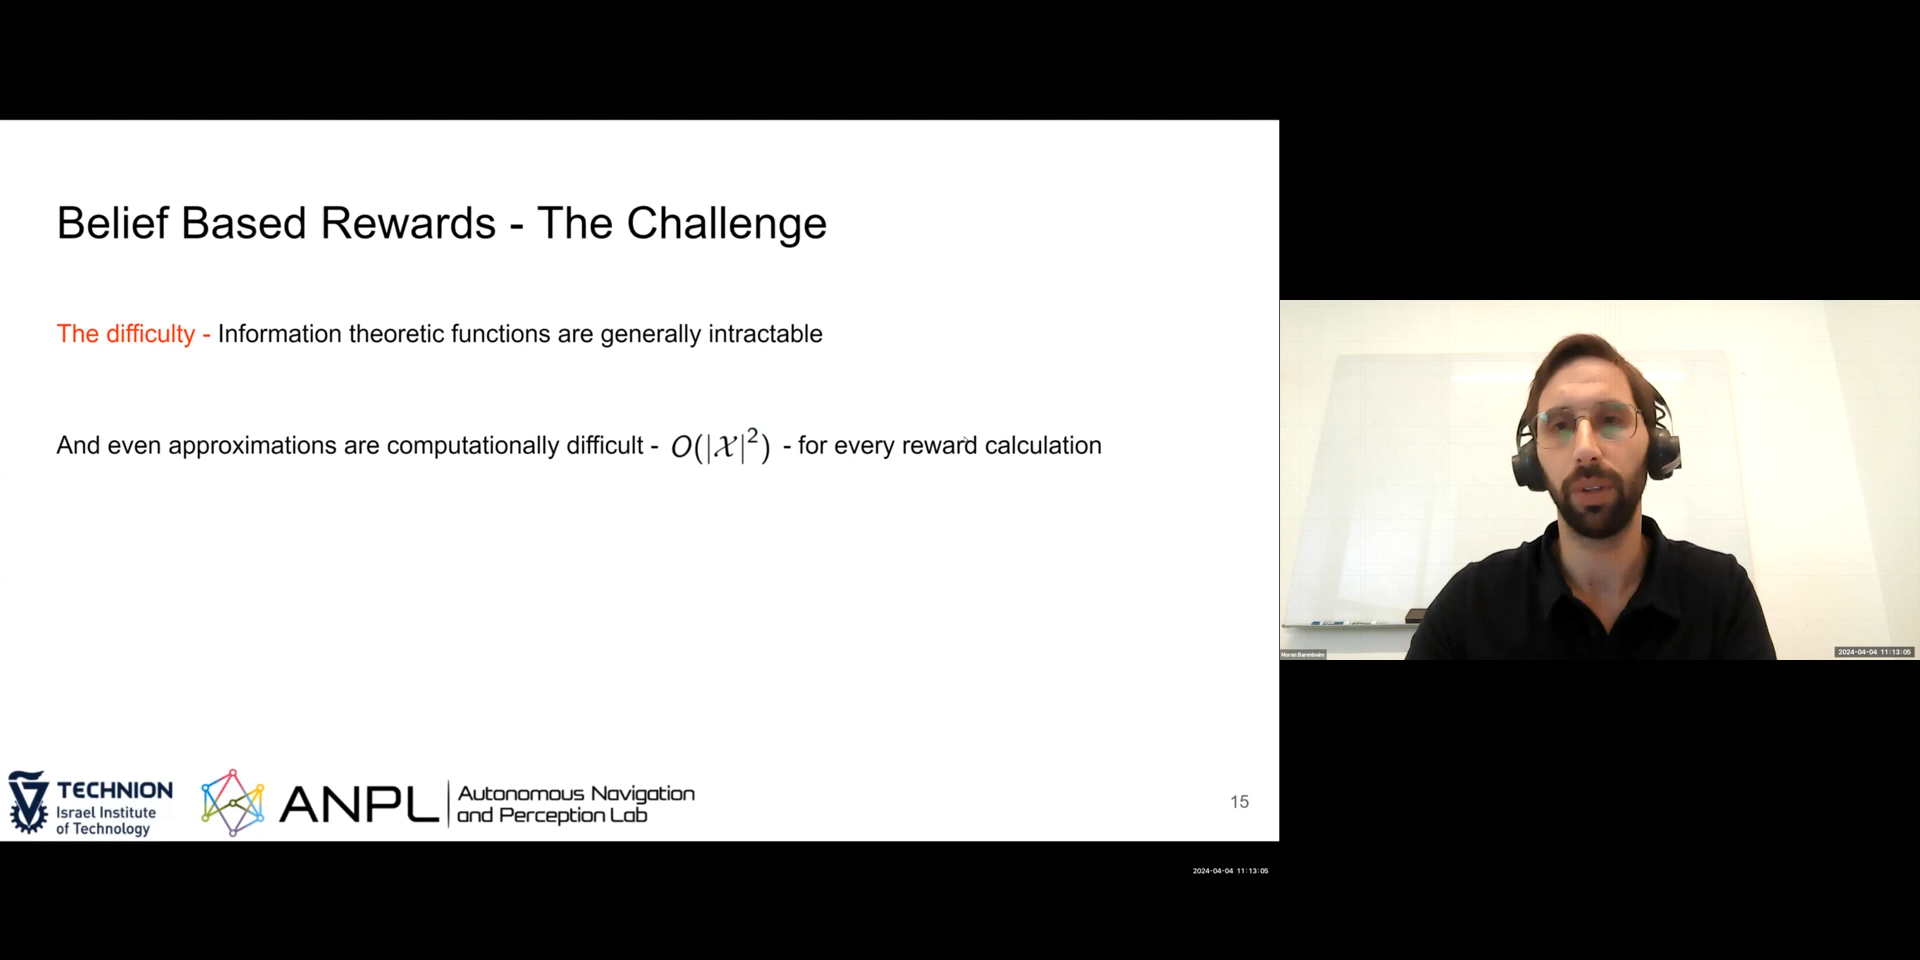 Belief Based Rewards - The Challenge
The difficulty - Information theoretic functions are generally intractable
And even approximations are computationally difficult - O(|𝒳|²) - for every reward calculation
TECHNION
Israel Institute
of Technology
ANPL
Autonomous Navigation
and Perception Lab
15
Moran Barenboim
2024-04-04 11:13:05
2024-04-04 11:13:05